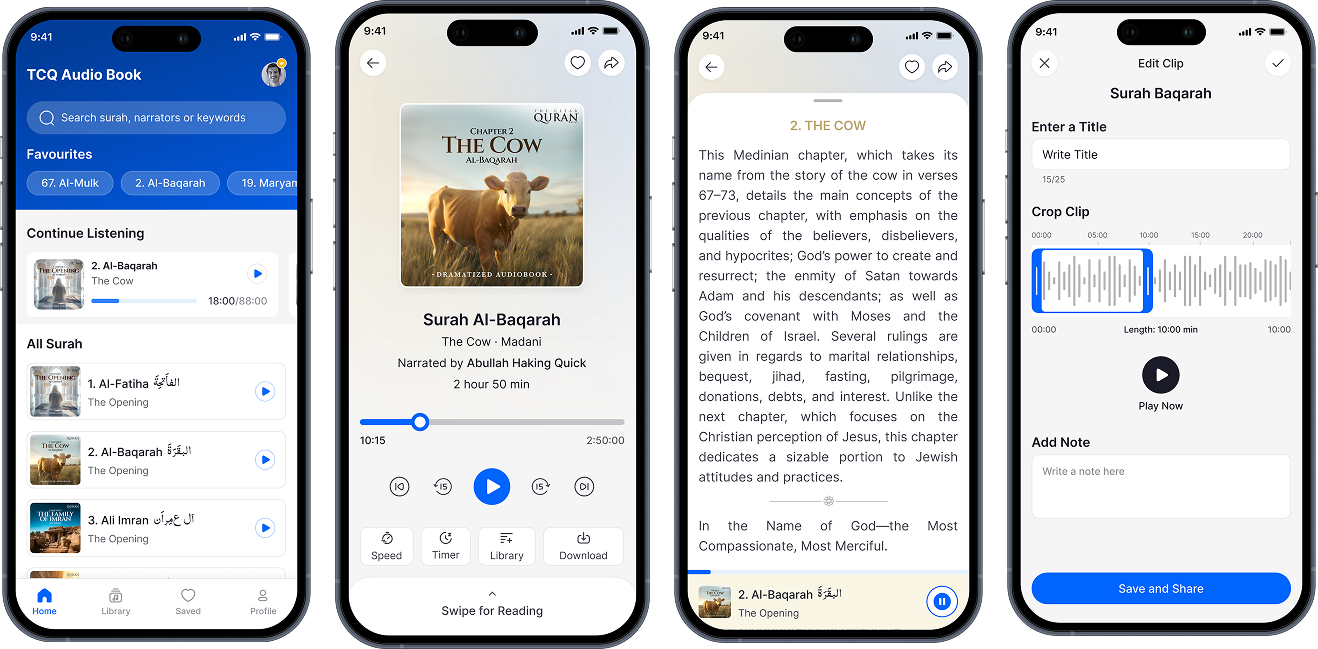 9:41
TCQ Audio Book
Search surah, narrators or keywords
Favourites
67. Al-Mulk
2. Al-Baqarah
19. Maryam
Continue Listening
THE OPENING
2. Al-Baqarah
The Cow
18:00/88:00
All Surah
THE OPENING
1. Al-Fatiha الفَاتِحَة
The Opening
THE COW
2. Al-Baqarah البَقَرَة
The Opening
THE FAMILY OF IMRAN
3. Ali Imran آل عِمرَان
The Opening
Home
Library
Saved
Profile
9:41
THE CLEAR
QURAN
CHAPTER 2
THE COW
AL-BAQARAH
• DRAMATIZED AUDIOBOOK •
Surah Al-Baqarah
The Cow · Madani
Narrated by Abullah Haking Quick
2 hour 50 min
10:15
2:50:00
15
15
Speed
Timer
Library
Download
Swipe for Reading
9:41
2. THE COW
This Medinian chapter, which takes its
name from the story of the cow in verses
67–73, details the main concepts of the
previous chapter, with emphasis on the
qualities of the believers, disbelievers,
and hypocrites; God's power to create and
resurrect; the enmity of Satan towards
Adam and his descendants; as well as
God's covenant with Moses and the
Children of Israel. Several rulings are
given in regards to marital relationships,
bequest, jihad, fasting, pilgrimage,
donations, debts, and interest. Unlike the
next chapter, which focuses on the
Christian perception of Jesus, this chapter
dedicates a sizable portion to Jewish
attitudes and practices.
In the Name of God—the Most
Compassionate, Most Merciful.
THE COW
2. Al-Baqarah البَقَرَة
The Opening
9:41
Edit Clip
Surah Baqarah
Enter a Title
Write Title
15/25
Crop Clip
00:00
05:00
10:00
15:00
20:00
00:00
Length: 10:00 min
10:00
Play Now
Add Note
Write a note here
Save and Share